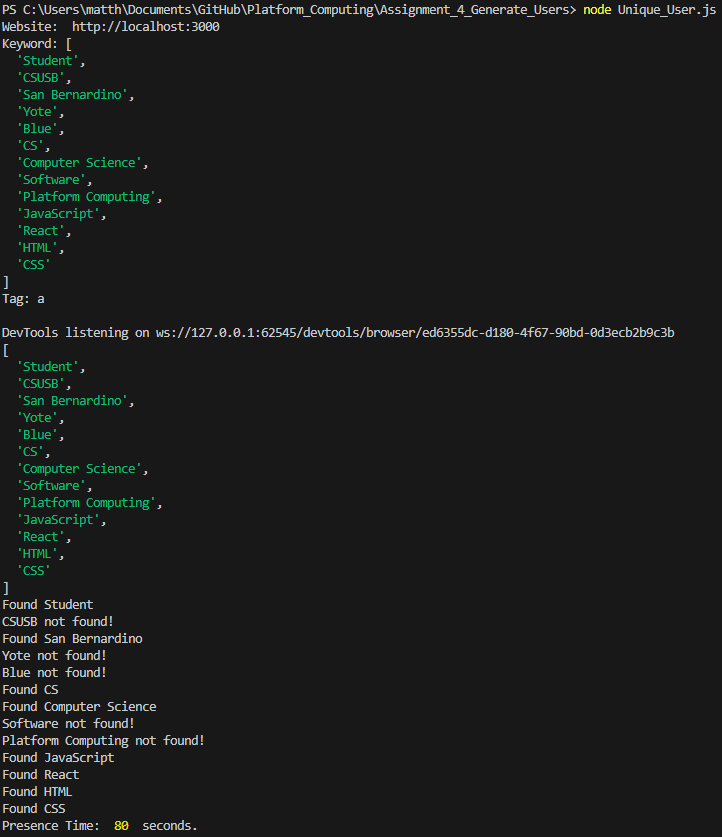 PS C:\Users\matth\Documents\GitHub\Platform_Computing\Assignment_4_Generate_Users> node Unique_User.js
Website:  http://localhost:3000
Keyword: [
  'Student',
  'CSUSB',
  'San Bernardino',
  'Yote',
  'Blue',
  'CS',
  'Computer Science',
  'Software',
  'Platform Computing',
  'JavaScript',
  'React',
  'HTML',
  'CSS'
]
Tag: a

DevTools listening on ws://127.0.0.1:62545/devtools/browser/ed6355dc-d180-4f67-90bd-0d3ecb2b9c3b
[
  'Student',
  'CSUSB',
  'San Bernardino',
  'Yote',
  'Blue',
  'CS',
  'Computer Science',
  'Software',
  'Platform Computing',
  'JavaScript',
  'React',
  'HTML',
  'CSS'
]
Found Student
CSUSB not found!
Found San Bernardino
Yote not found!
Blue not found!
Found CS
Found Computer Science
Software not found!
Platform Computing not found!
Found JavaScript
Found React
Found HTML
Found CSS
Presence Time:  80  seconds.